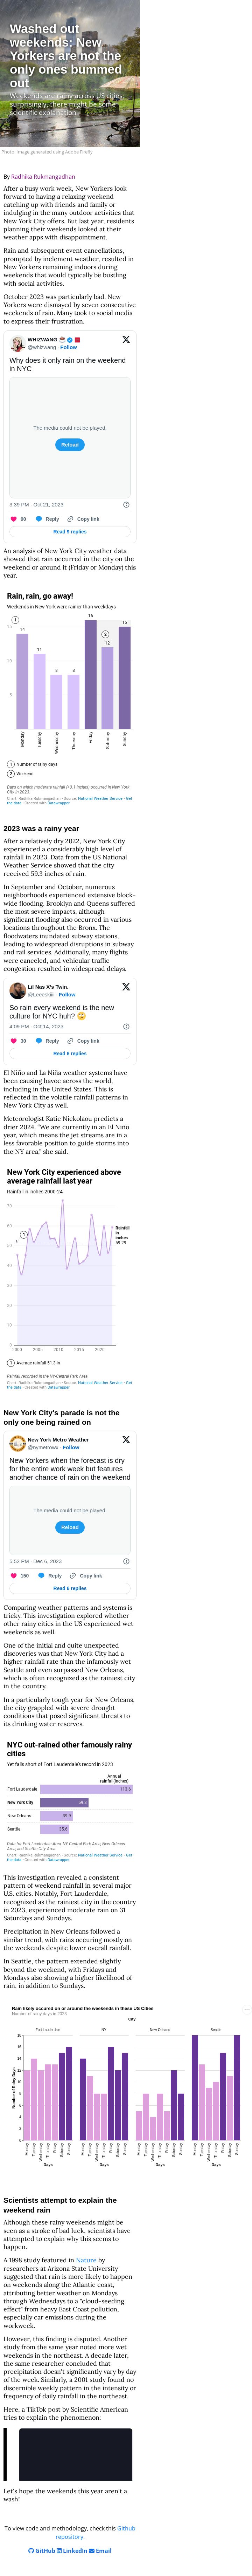 Washed out
weekends: New
Yorkers are not the
only ones bummed
out
Weekends are rainy across US cities;
surprisingly, there might be some
scientific explanation
Photo: Image generated using Adobe Firefly
By Radhika Rukmangadhan
After a busy work week, New Yorkers look
forward to having a relaxing weekend
catching up with friends and family or
indulging in the many outdoor activities that
New York City offers. But last year, residents
planning their weekends looked at their
weather apps with disappointment.
Rain and subsequent event cancellations,
prompted by inclement weather, resulted in
New Yorkers remaining indoors during
weekends that would typically be bustling
with social activities.
October 2023 was particularly bad. New
Yorkers were dismayed by seven consecutive
weekends of rain. Many took to social media
to express their frustration.
WHIZWANG
@whizwang · Follow
Why does it only rain on the weekend
in NYC
The media could not be played.
Reload
3:39 PM · Oct 21, 2023
90 Reply Copy link
Read 9 replies
An analysis of New York City weather data
showed that rain occurred in the city on the
weekend or around it (Friday or Monday) this
year.
Rain, rain, go away!
Weekends in New York were rainier than weekdays
15
10
5
1
2
14
11
8
8
16
12
15
Monday
Tuesday
Wednesday
Thursday
Friday
Saturday
Sunday
1 Number of rainy days
2 Weekend
Days on which moderate rainfall (>0.1 inches) occurred in New York
City in 2023.
Chart: Radhika Rukmangadhan · Source: National Weather Service · Get
the data · Created with Datawrapper
2023 was a rainy year
After a relatively dry 2022, New York City
experienced a considerably high level of
rainfall in 2023. Data from the US National
Weather Service showed that the city
received 59.3 inches of rain.
In September and October, numerous
neighborhoods experienced extensive block-
wide flooding. Brooklyn and Queens suffered
the most severe impacts, although
significant flooding also occurred in various
locations throughout the Bronx. The
floodwaters inundated subway stations,
leading to widespread disruptions in subway
and rail services. Additionally, many flights
were canceled, and vehicular traffic
congestion resulted in widespread delays.
Lil Nas X's Twin.
@Leeeskiiii · Follow
So rain every weekend is the new
culture for NYC huh? 🙄
4:09 PM · Oct 14, 2023
30 Reply Copy link
Read 6 replies
El Niño and La Niña weather systems have
been causing havoc across the world,
including in the United States. This is
reflected in the volatile rainfall patterns in
New York City as well.
Meteorologist Katie Nickolaou predicts a
drier 2024. “We are currently in an El Niño
year, which means the jet streams are in a
less favorable position to guide storms into
the NY area,” she said.
New York City experienced above
average rainfall last year
Rainfall in inches 2000-24
70
60
50
40
30
20
10
0
1
Rainfall
in
inches
59.29
2000 2005 2010 2015 2020
1 Average rainfall 51.3 in
Rainfall recorded in the NY-Central Park Area.
Chart: Radhika Rukmangadhan · Source: National Weather Service · Get
the data · Created with Datawrapper
New York City's parade is not the
only one being rained on
New York Metro Weather
@nymetrowx · Follow
New Yorkers when the forecast is dry
for the entire work week but features
another chance of rain on the weekend
The media could not be played.
Reload
5:52 PM · Dec 6, 2023
150 Reply Copy link
Read 6 replies
Comparing weather patterns and systems is
tricky. This investigation explored whether
other rainy cities in the US experienced wet
weekends as well.
One of the initial and quite unexpected
discoveries was that New York City had a
higher rainfall rate than the infamously wet
Seattle and even surpassed New Orleans,
which is often recognized as the rainiest city
in the country.
In a particularly tough year for New Orleans,
the city grappled with severe drought
conditions that posed significant threats to
its drinking water reserves.
NYC out-rained other famously rainy
cities
Yet falls short of Fort Lauderdale's record in 2023
Annual
rainfall(inches)
Fort Lauderdale 113.6
New York City 59.3
New Orleans 39.9
Seattle 35.6
Data for Fort Lauderdale Area, NY-Central Park Area, New Orleans
Area, and Seattle City Area.
Chart: Radhika Rukmangadhan · Source: National Weather Service · Get
the data · Created with Datawrapper
This investigation revealed a consistent
pattern of weekend rainfall in several major
U.S. cities. Notably, Fort Lauderdale,
recognized as the rainiest city in the country
in 2023, experienced moderate rain on 31
Saturdays and Sundays.
Precipitation in New Orleans followed a
similar trend, with rains occuring mostly on
the weekends despite lower overall rainfall.
In Seattle, the pattern extended slightly
beyond the weekend, with Fridays and
Mondays also showing a higher likelihood of
rain, in addition to Sundays.
Rain likely occured on or around the weekends in these US Cities
Number of rainy days in 2023
City
Fort Lauderdale NY New Orleans Seattle
Number of Rainy Days
18
16
14
12
10
8
6
4
2
0
Monday Tuesday Wednesday Thursday Friday Saturday Sunday
Monday Tuesday Wednesday Thursday Friday Saturday Sunday
Monday Tuesday Wednesday Thursday Friday Saturday Sunday
Monday Tuesday Wednesday Thursday Friday Saturday Sunday
Days Days Days Days
Scientists attempt to explain the
weekend rain
Although these rainy weekends might be
seen as a stroke of bad luck, scientists have
attempted to explain why this seems to
happen.
A 1998 study featured in Nature by
researchers at Arizona State University
suggested that rain is more likely to happen
on weekends along the Atlantic coast,
attributing better weather on Mondays
through Wednesdays to a "cloud-seeding
effect" from heavy East Coast pollution,
especially car emissions during the
workweek.
However, this finding is disputed. Another
study from the same year noted more wet
weekends in the northeast. A decade later,
the same researcher concluded that
precipitation doesn't significantly vary by day
of the week. Similarly, a 2001 study found no
discernible weekly pattern in the intensity or
frequency of daily rainfall in the northeast.
Here, a TikTok post by Scientific American
tries to explain the phenomenon:
Let's hope the weekends this year aren't a
wash!
To view code and methodology, check this Github
repository.
GitHub LinkedIn Email